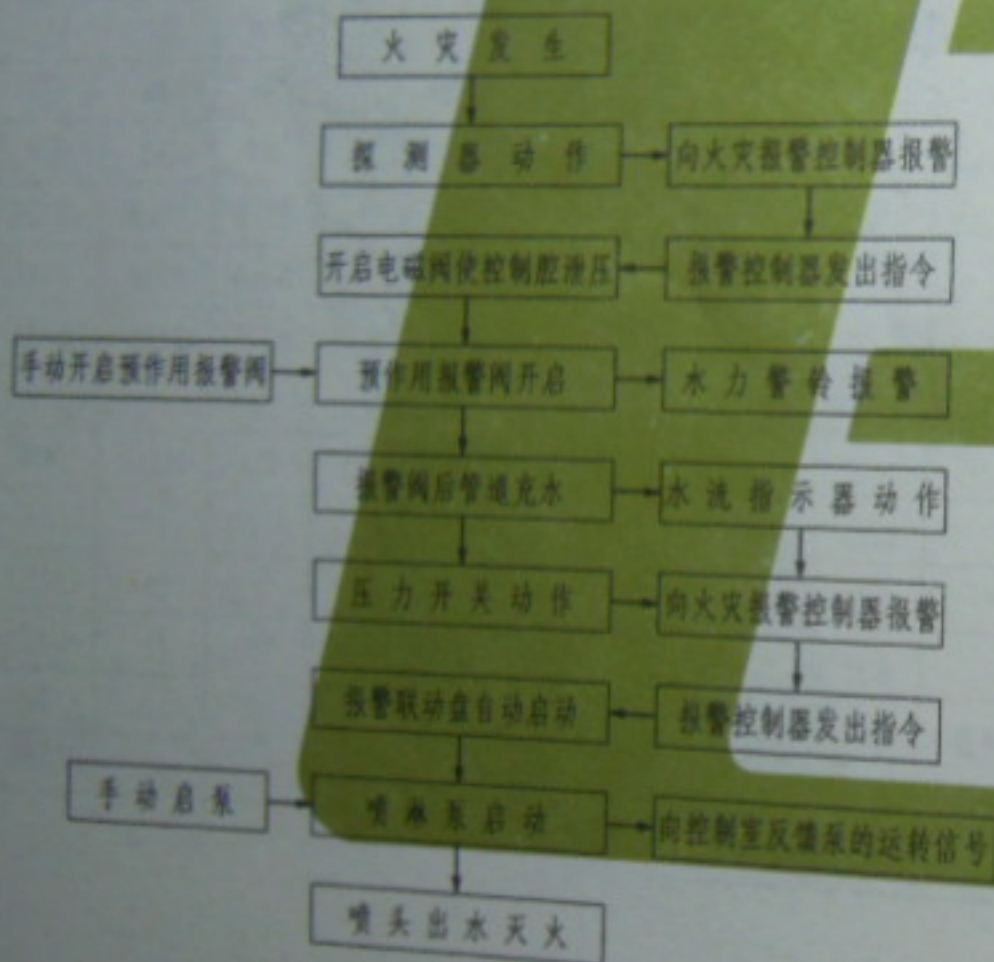 火灾发生
探测器动作
向火灾报警控制器报警
开启电磁阀使控制腔泄压
报警控制器发出指令
手动开启预作用报警阀
预作用报警阀开启
水力警铃报警
报警阀后管道充水
水流指示器动作
压力开关动作
向火灾报警控制器报警
报警联动盘自动启动
报警控制器发出指令
手动启泵
喷淋泵启动
向控制室反馈泵的运转信号
喷头出水灭火